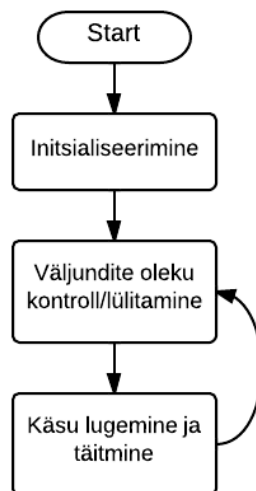 Start
Initsialiseerimine
Väljundite oleku
kontroll/lülitamine
Käsu lugemine ja
täitmine